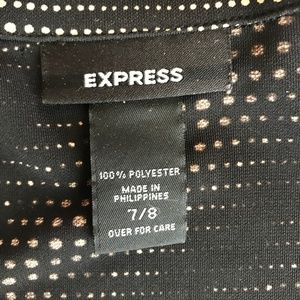 EXPRESS
100% POLYESTER
MADE IN
PHILIPPINES
7/8
OVER FOR CARE